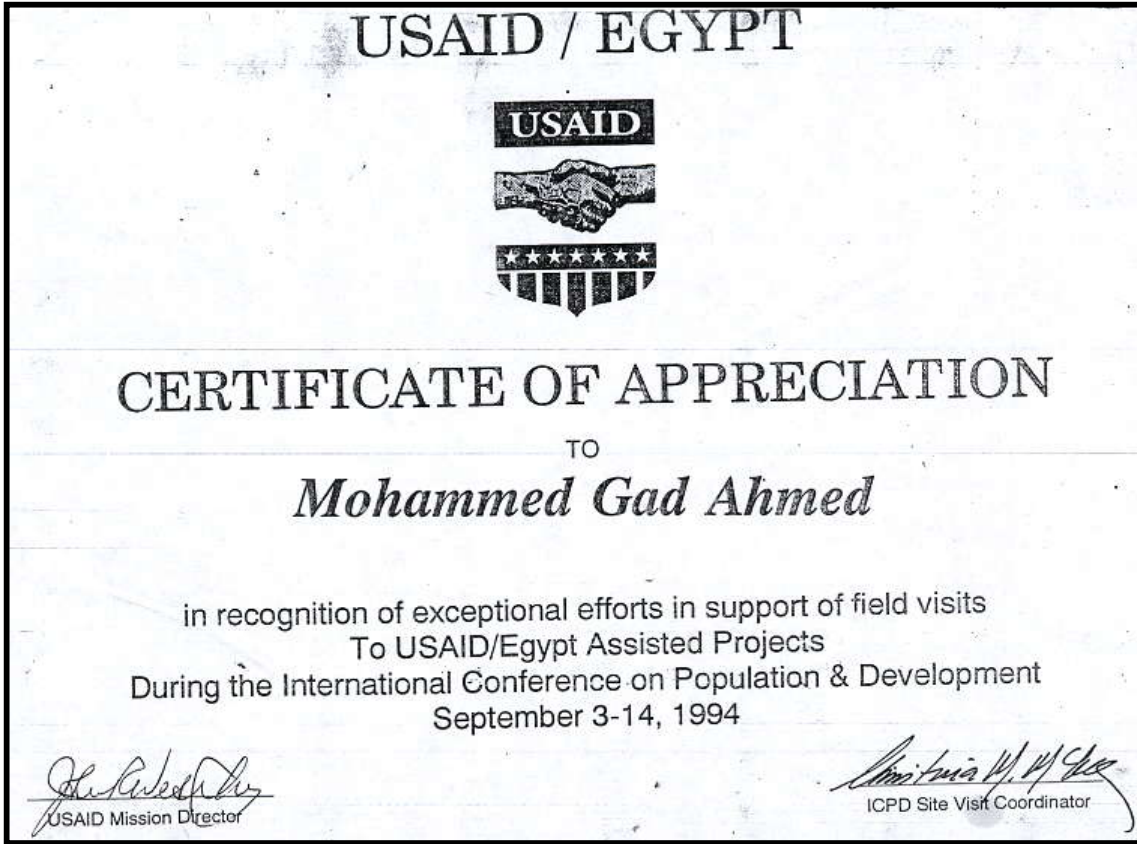 USAID / EGYPT
USAID
CERTIFICATE OF APPRECIATION
TO
Mohammed Gad Ahmed
in recognition of exceptional efforts in support of field visits
To USAID/Egypt Assisted Projects
During the International Conference on Population & Development
September 3-14, 1994
USAID Mission Director
ICPD Site Visit Coordinator